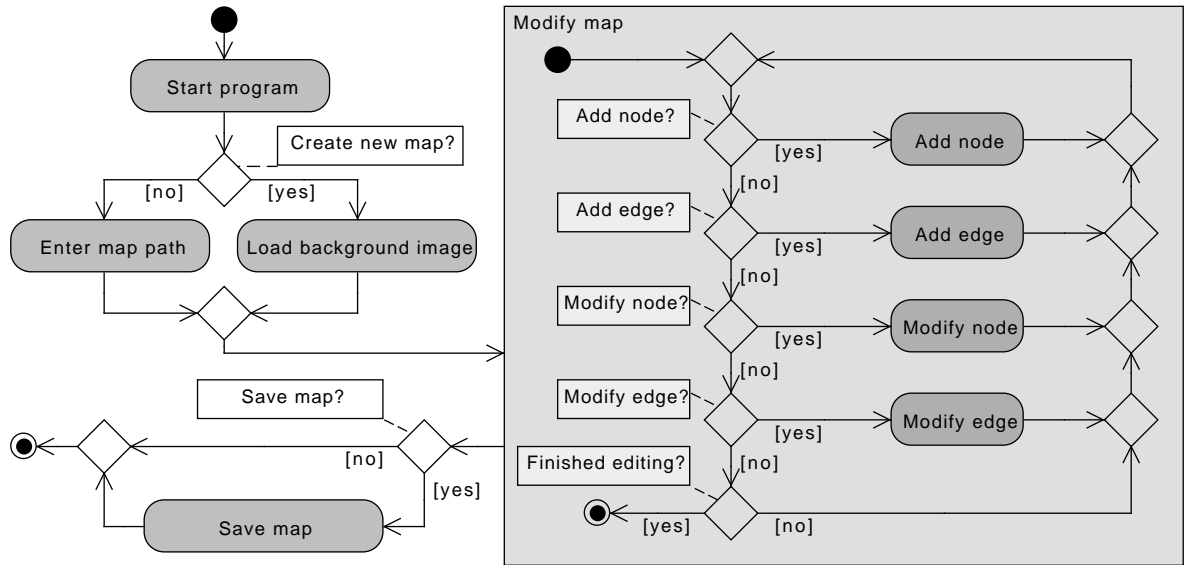 Modify map
Start program
Create new map?
[no]
[yes]
Enter map path
Load background image
Add node?
[yes]
Add node
[no]
Add edge?
[yes]
Add edge
[no]
Modify node?
[yes]
Modify node
[no]
Modify edge?
[yes]
Modify edge
[no]
Finished editing?
[yes]
[no]
Save map?
[no]
[yes]
Save map